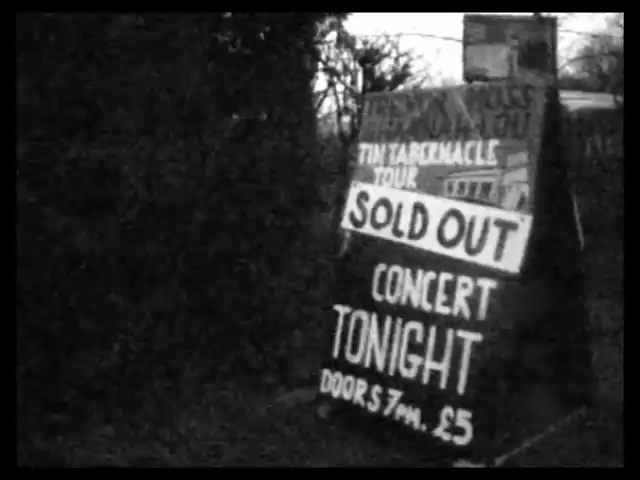 TIN TABERNACLE
TOUR
SOLD OUT
CONCERT
TONIGHT
DOORS 7PM. £5